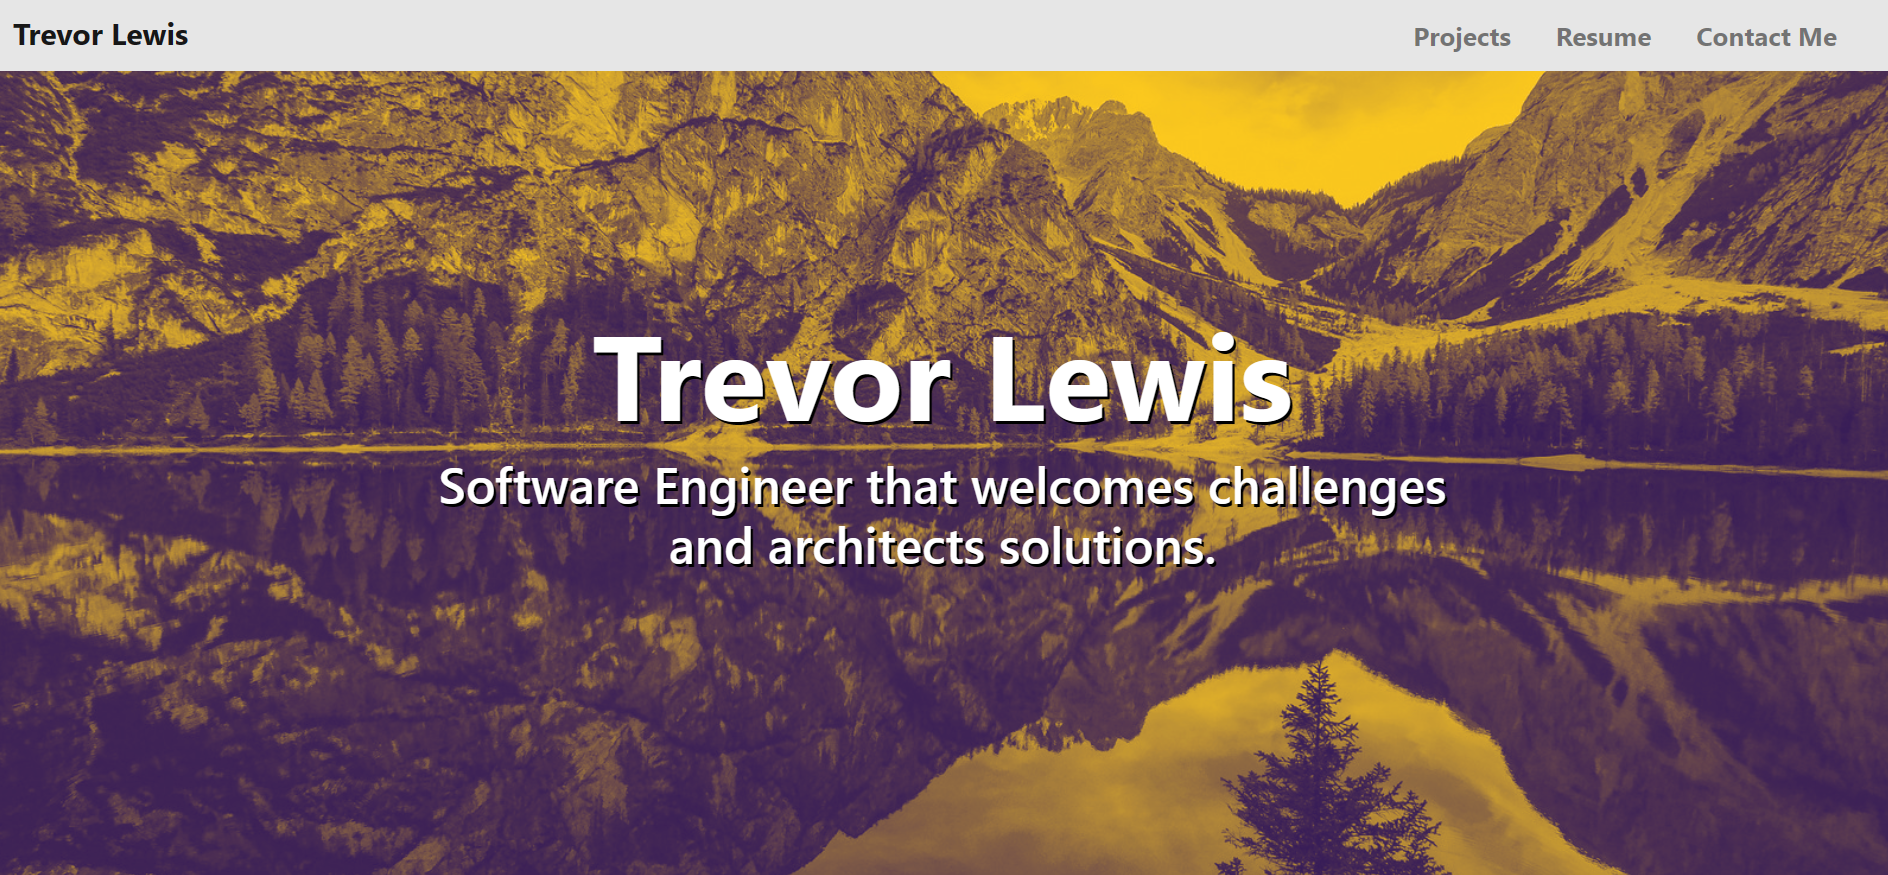 Trevor Lewis
Projects Resume Contact Me
Trevor Lewis
Software Engineer that welcomes challenges
and architects solutions.